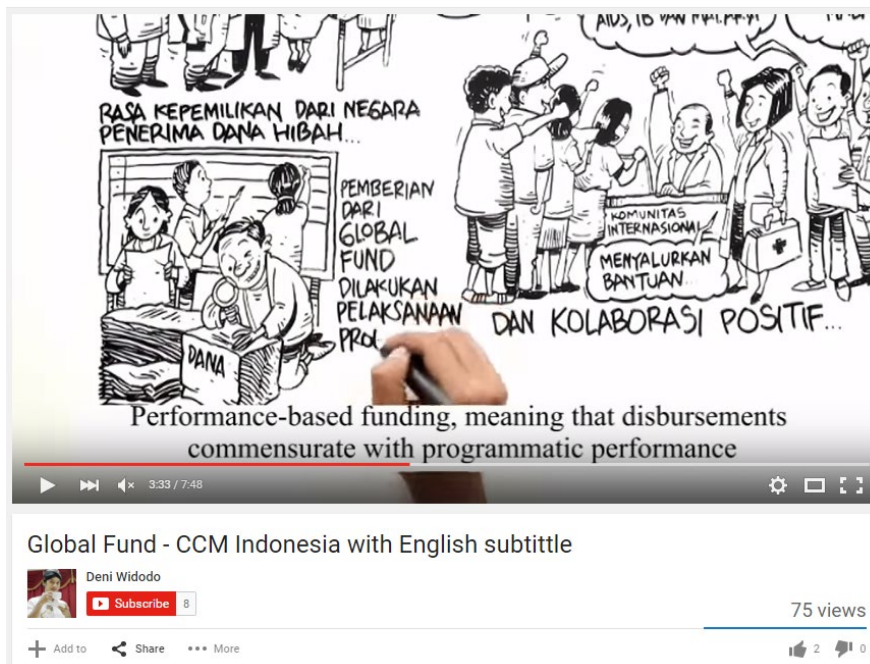 AIDS, TB DAN MALARIA
RASA KEPEMILIKAN DARI NEGARA
PENERIMA DANA HIBAH...
PEMBERIAN
DARI
GLOBAL
FUND
DILAKUKAN
PELAKSANAAN
PRO
DANA
KOMUNITAS
INTERNASIONAL
MENYALURKAN
BANTUAN...
DAN KOLABORASI POSITIF...
Performance-based funding, meaning that disbursements
commensurate with programmatic performance
3:33 / 7:48
Global Fund - CCM Indonesia with English subtittle
Deni Widodo
Subscribe 8
75 views
Add to Share More
2 0